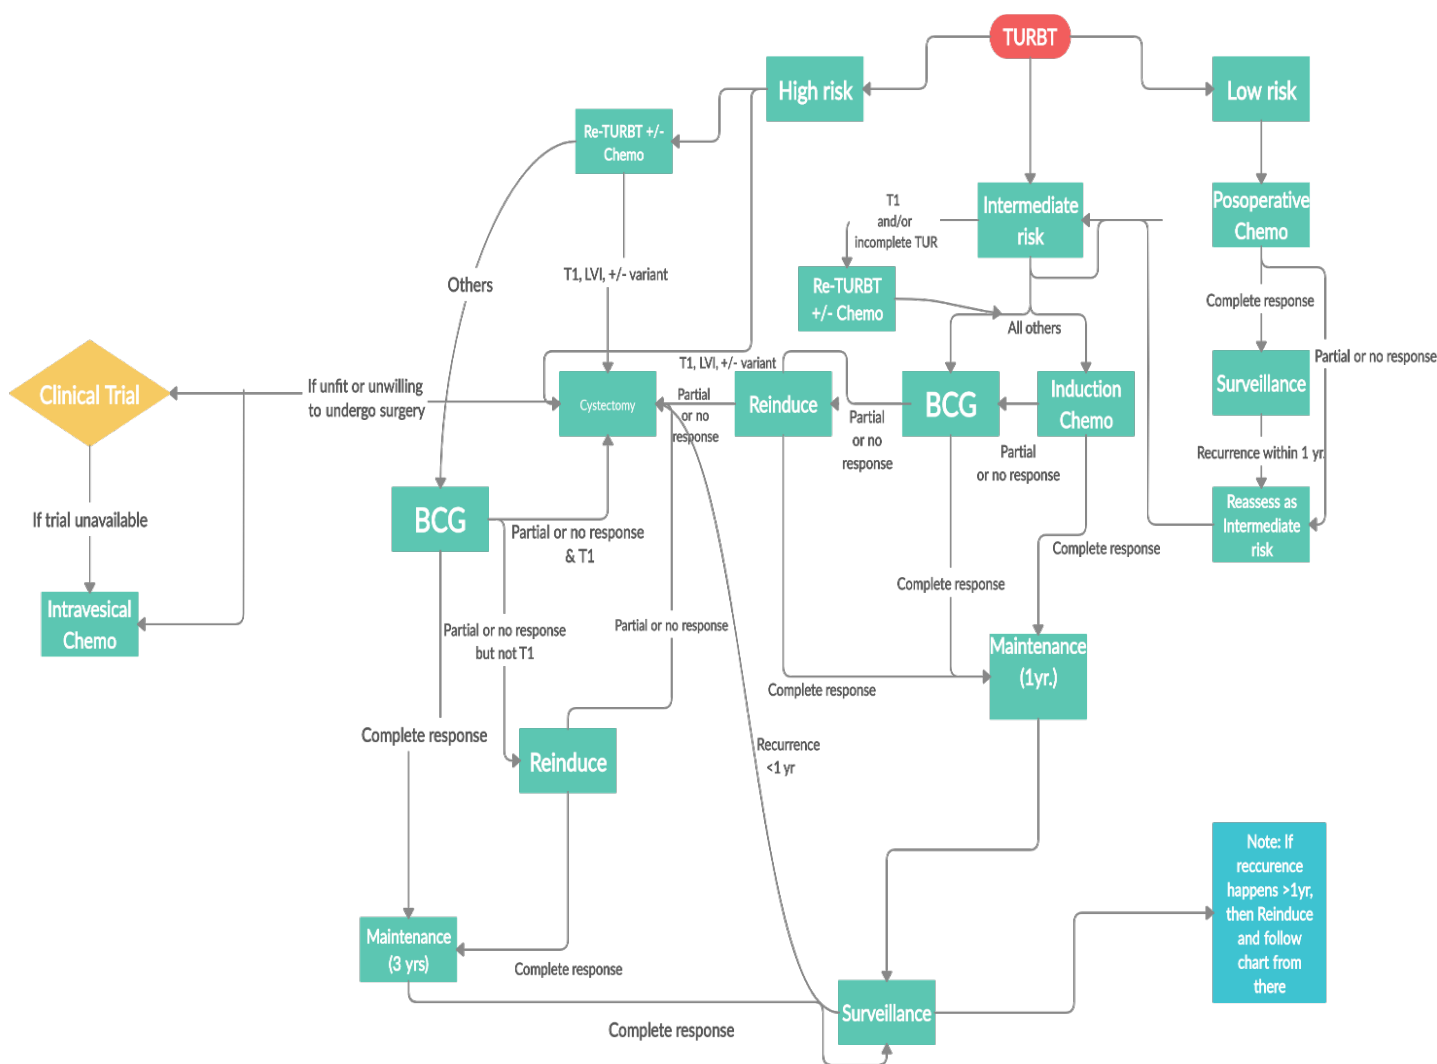 TURBT
High risk
Low risk
Re-TURBT +/-
Chemo
Intermediate
risk
Posoperative
Chemo
T1
and/or
incomplete TUR
Others
T1, LVI, +/- variant
Re-TURBT
+/- Chemo
All others
Complete response
Partial or no response
Clinical Trial
If unfit or unwilling
to undergo surgery
Cystectomy
T1, LVI, +/- variant
Partial
or no
response
Reinduce
Partial
or no
response
BCG
Induction
Chemo
Partial
or no response
Surveillance
Recurrence within 1 yr.
Reassess as
Intermediate
risk
BCG
Partial or no response
& T1
If trial unavailable
Complete response
Complete response
Intravesical
Chemo
Partial or no response
but not T1
Partial or no response
Maintenance
(1yr.)
Complete response
Complete response
Reinduce
Recurrence
<1 yr
Maintenance
(3 yrs)
Complete response
Complete response
Surveillance
Note: If
reccurence
happens >1yr,
then Reinduce
and follow
chart from
there